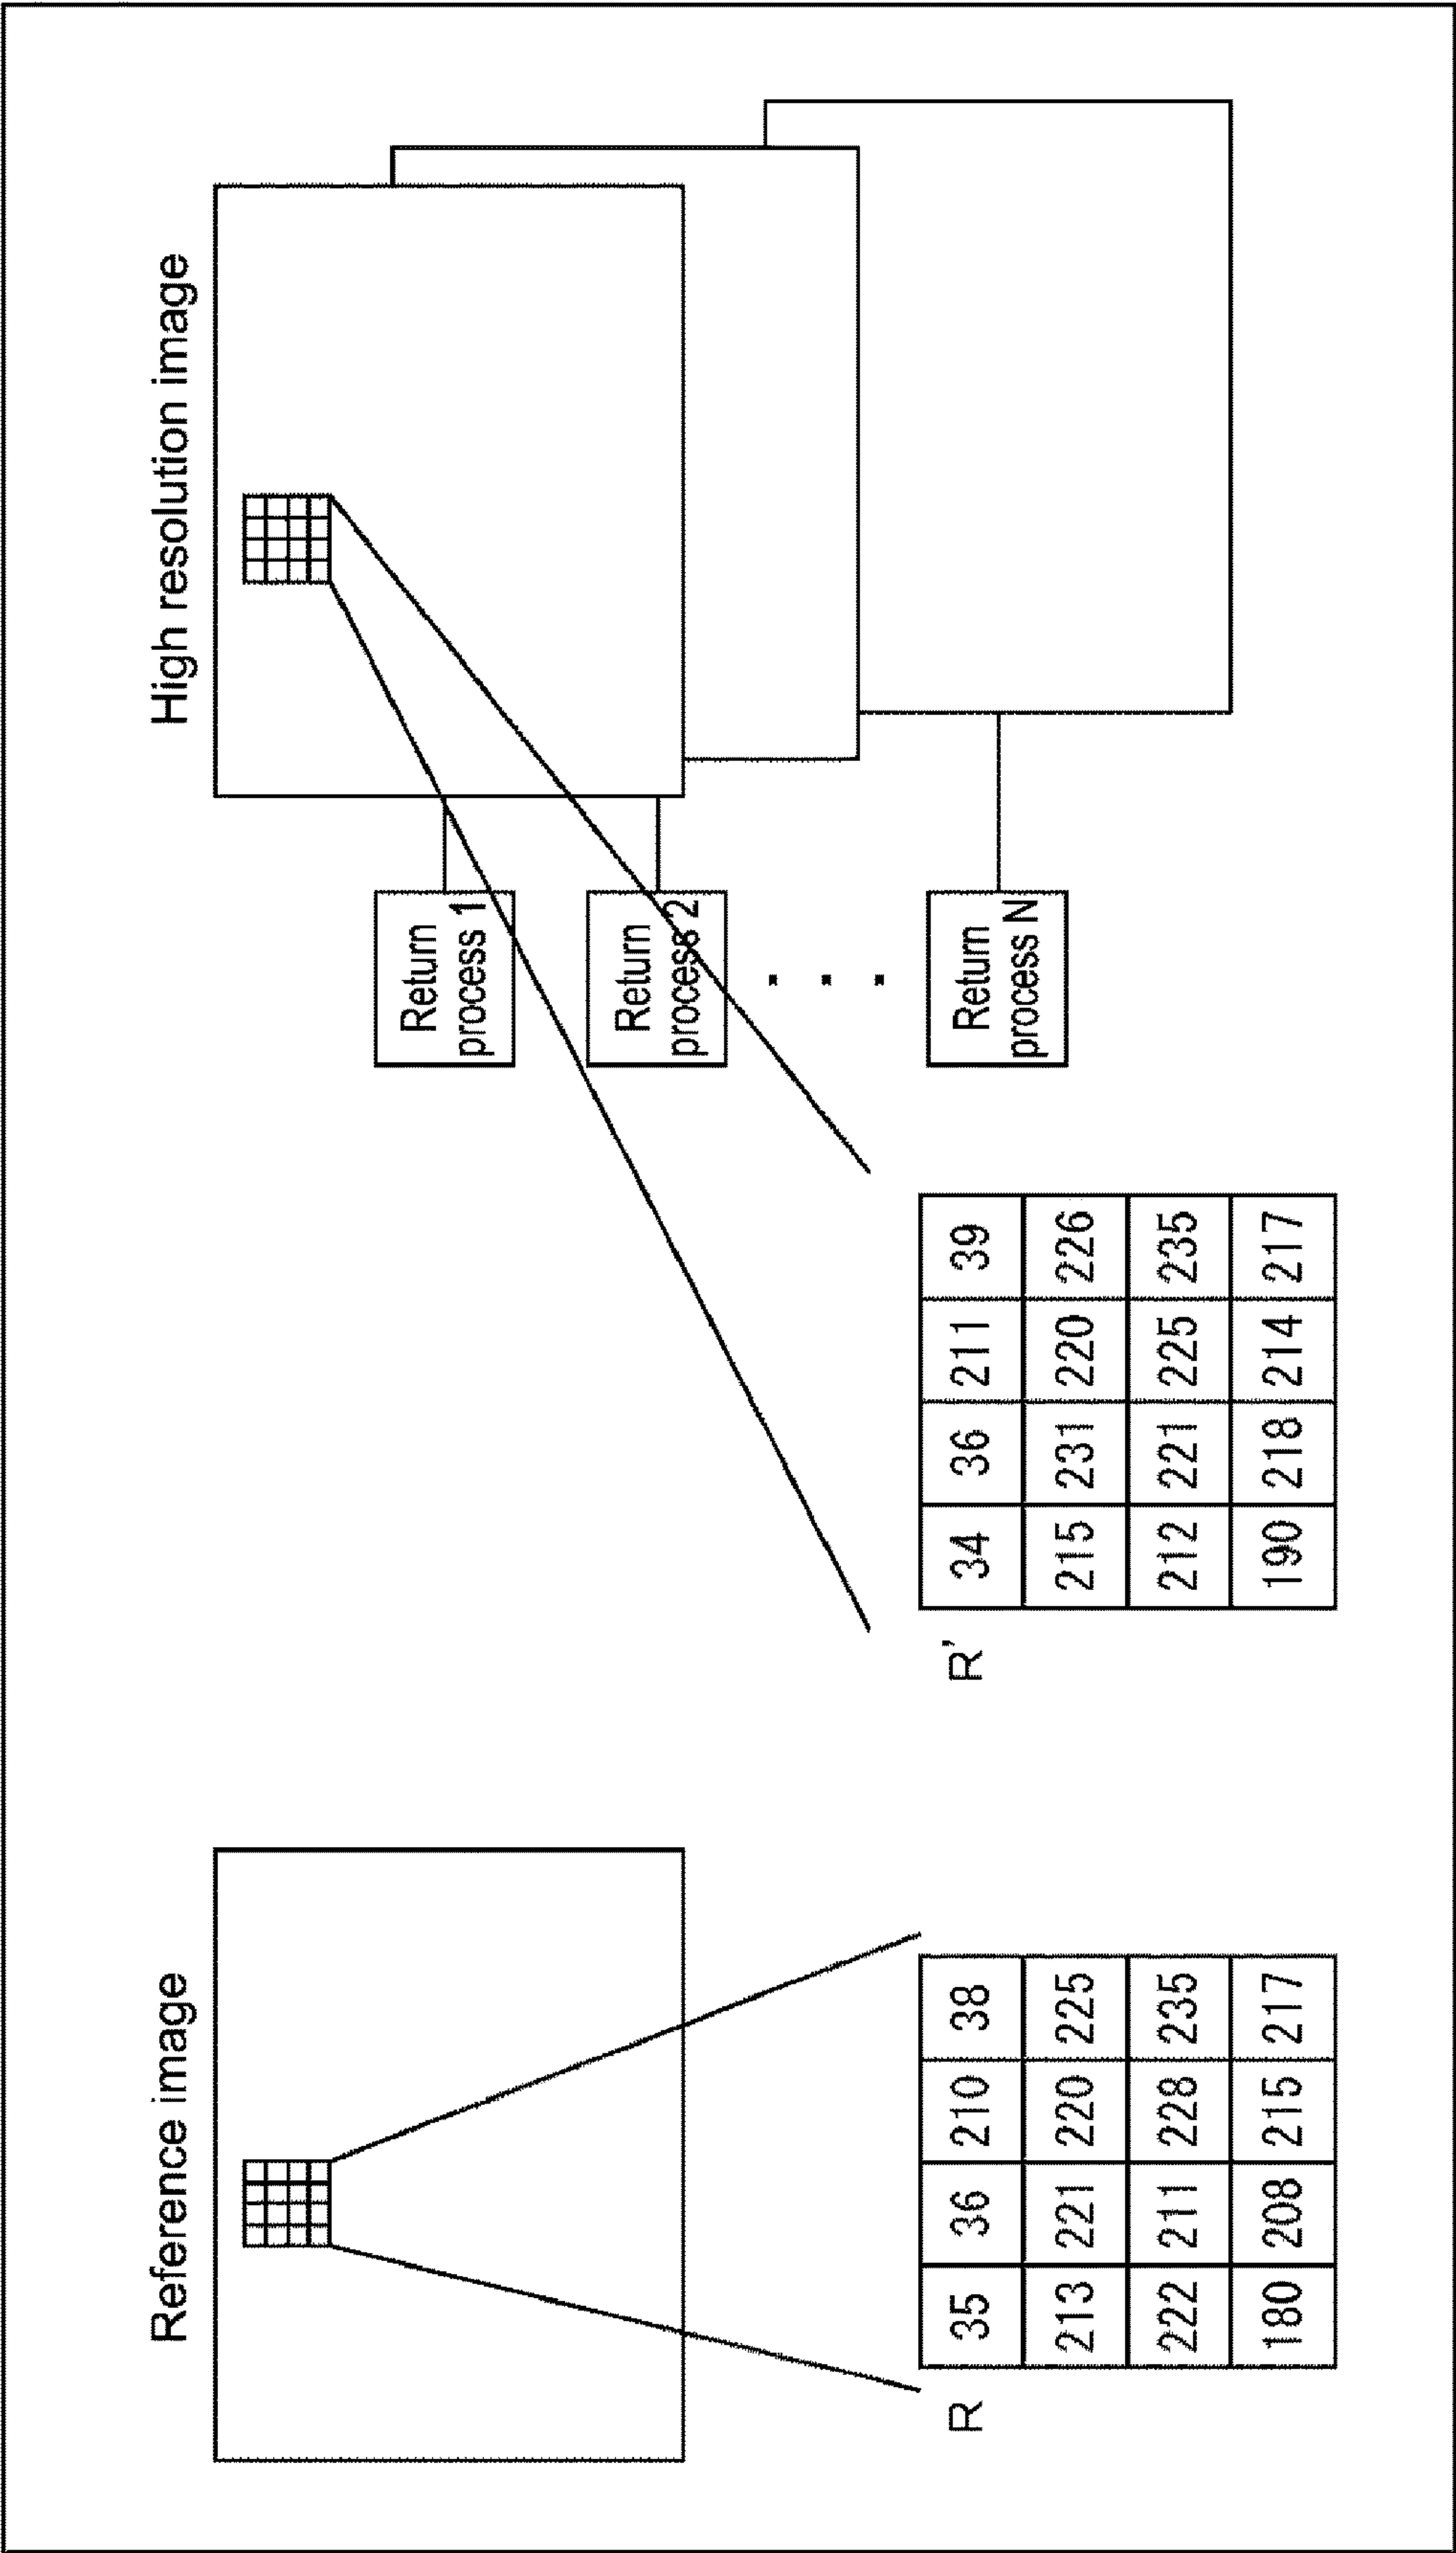 Reference image
High resolution image
Return
process 1
Return
process 2
Return
process N
R
35 36 210 38
213 221 220 225
222 211 228 235
180 208 215 217
R'
34 36 211 39
215 231 220 226
212 221 225 235
190 218 214 217